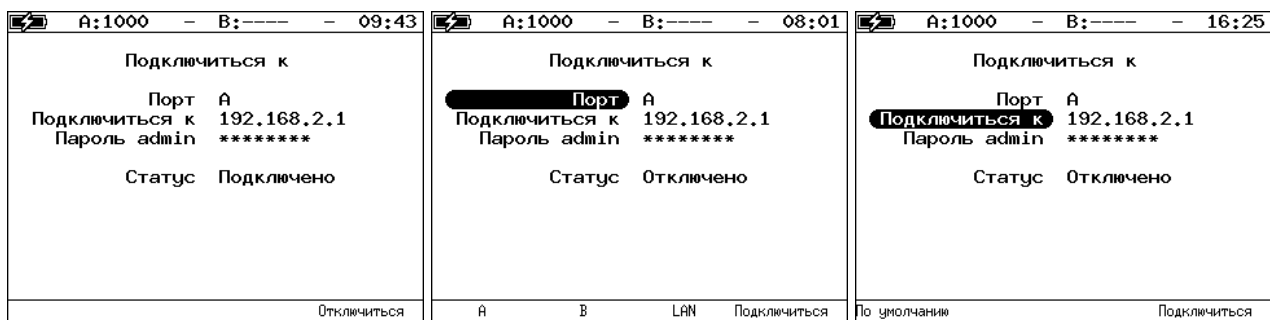 A:1000 – B:---- – 09:43
Подключиться к
Порт A
Подключиться к 192.168.2.1
Пароль admin ********
Статус Подключено
Отключиться
A:1000 – B:---- – 08:01
Подключиться к
Порт A
Подключиться к 192.168.2.1
Пароль admin ********
Статус Отключено
A B LAN Подключиться
A:1000 – B:---- – 16:25
Подключиться к
Порт A
Подключиться к 192.168.2.1
Пароль admin ********
Статус Отключено
По умолчанию Подключиться